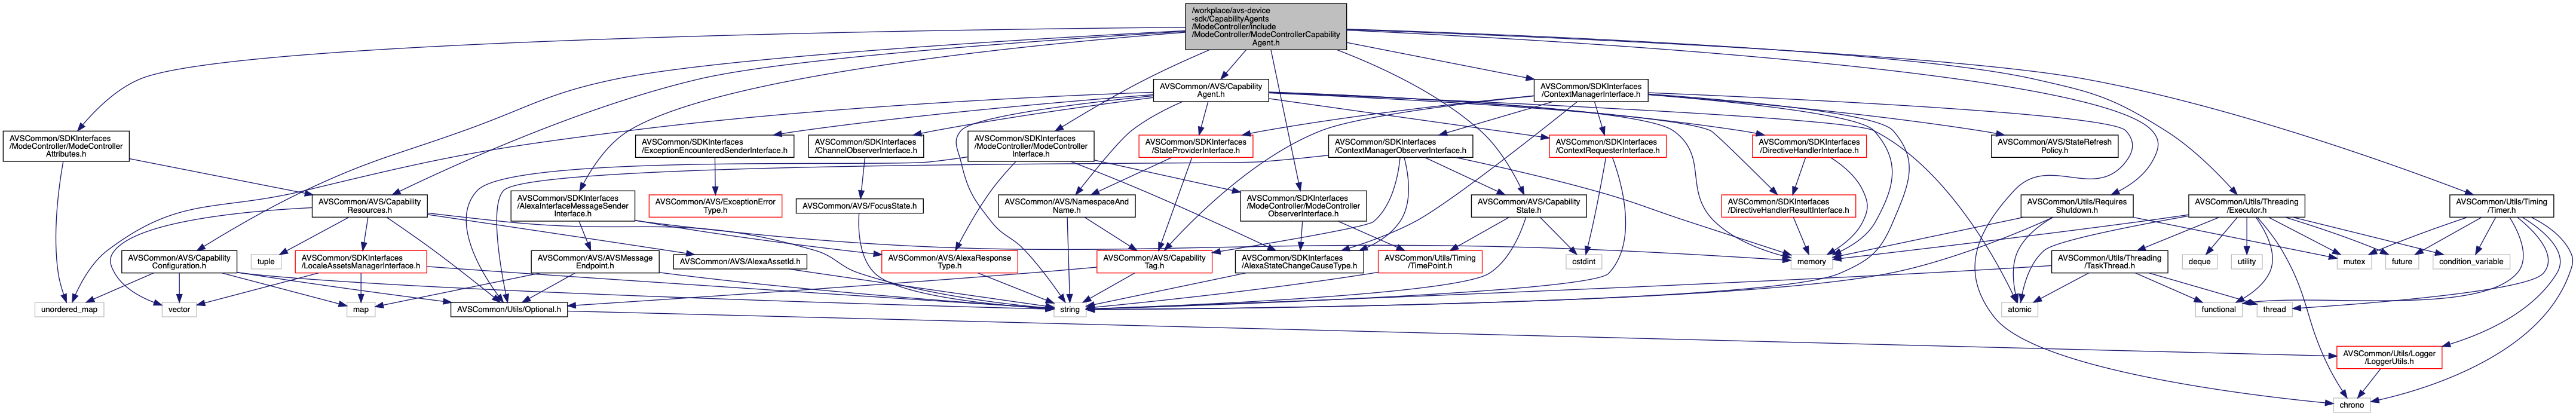 /workplace/avs-device
-sdk/CapabilityAgents
/ModeController/include
/ModeController/ModeControllerCapability
Agent.h
AVSCommon/AVS/Capability
Agent.h
AVSCommon/SDKInterfaces
/ContextManagerInterface.h
AVSCommon/SDKInterfaces
/ModeController/ModeController
Attributes.h
AVSCommon/SDKInterfaces
/ExceptionEncounteredSenderInterface.h
AVSCommon/SDKInterfaces
/ChannelObserverInterface.h
AVSCommon/SDKInterfaces
/ModeController/ModeController
Interface.h
AVSCommon/SDKInterfaces
/StateProviderInterface.h
AVSCommon/SDKInterfaces
/ContextManagerObserverInterface.h
AVSCommon/SDKInterfaces
/ContextRequesterInterface.h
AVSCommon/SDKInterfaces
/DirectiveHandlerInterface.h
AVSCommon/AVS/StateRefresh
Policy.h
AVSCommon/AVS/Capability
Resources.h
AVSCommon/SDKInterfaces
/AlexaInterfaceMessageSender
Interface.h
AVSCommon/AVS/ExceptionError
Type.h
AVSCommon/AVS/FocusState.h
AVSCommon/AVS/NamespaceAnd
Name.h
AVSCommon/SDKInterfaces
/ModeController/ModeController
ObserverInterface.h
AVSCommon/AVS/Capability
State.h
AVSCommon/SDKInterfaces
/DirectiveHandlerResultInterface.h
AVSCommon/Utils/Requires
Shutdown.h
AVSCommon/Utils/Threading
/Executor.h
AVSCommon/Utils/Timing
/Timer.h
AVSCommon/AVS/Capability
Configuration.h
tuple
AVSCommon/SDKInterfaces
/LocaleAssetsManagerInterface.h
AVSCommon/AVS/AVSMessage
Endpoint.h
AVSCommon/AVS/AlexaAssetId.h
AVSCommon/AVS/AlexaResponse
Type.h
AVSCommon/AVS/Capability
Tag.h
AVSCommon/SDKInterfaces
/AlexaStateChangeCauseType.h
AVSCommon/Utils/Timing
/TimePoint.h
cstdint
memory
AVSCommon/Utils/Threading
/TaskThread.h
deque
utility
mutex
future
condition_variable
unordered_map
vector
map
AVSCommon/Utils/Optional.h
string
atomic
functional
thread
AVSCommon/Utils/Logger
/LoggerUtils.h
chrono